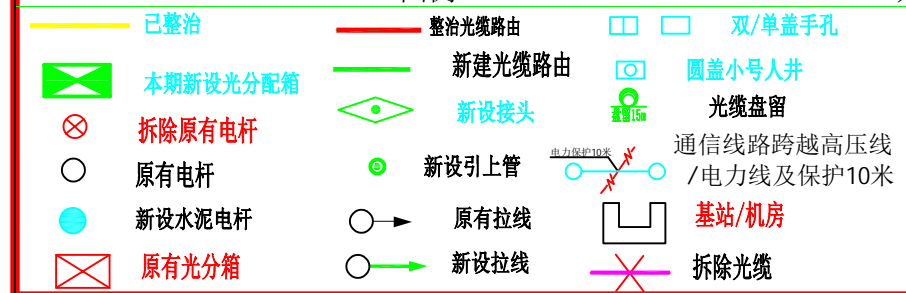 已整治
整治光缆路由
双/单盖手孔
本期新设光分配箱
新建光缆路由
圆盖小号人井
拆除原有电杆
新设接头
盘留15m
光缆盘留
原有电杆
新设引上管
电力保护10米
通信线路跨越高压线
/电力线及保护10米
新设水泥电杆
原有拉线
基站/机房
原有光分箱
新设拉线
拆除光缆